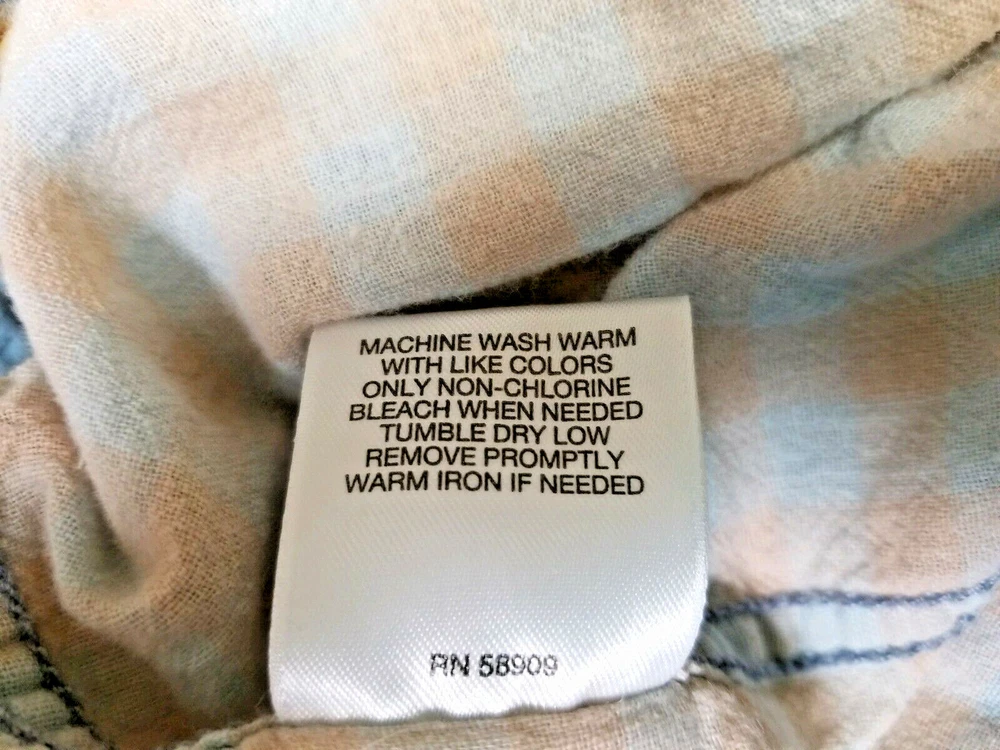 MACHINE WASH WARM
WITH LIKE COLORS
ONLY NON-CHLORINE
BLEACH WHEN NEEDED
TUMBLE DRY LOW
REMOVE PROMPTLY
WARM IRON IF NEEDED
RN 58909